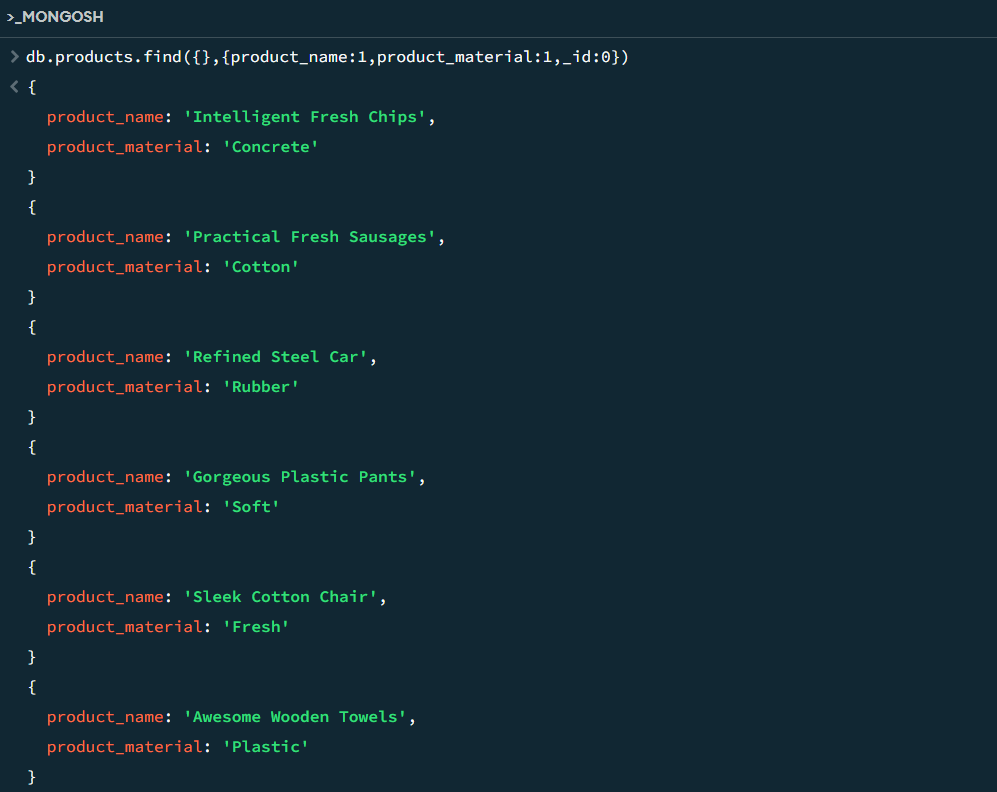 >_MONGOSH
> db.products.find({},{product_name:1,product_material:1,_id:0})
< {
product_name: 'Intelligent Fresh Chips',
product_material: 'Concrete'
}
{
product_name: 'Practical Fresh Sausages',
product_material: 'Cotton'
}
{
product_name: 'Refined Steel Car',
product_material: 'Rubber'
}
{
product_name: 'Gorgeous Plastic Pants',
product_material: 'Soft'
}
{
product_name: 'Sleek Cotton Chair',
product_material: 'Fresh'
}
{
product_name: 'Awesome Wooden Towels',
product_material: 'Plastic'
}